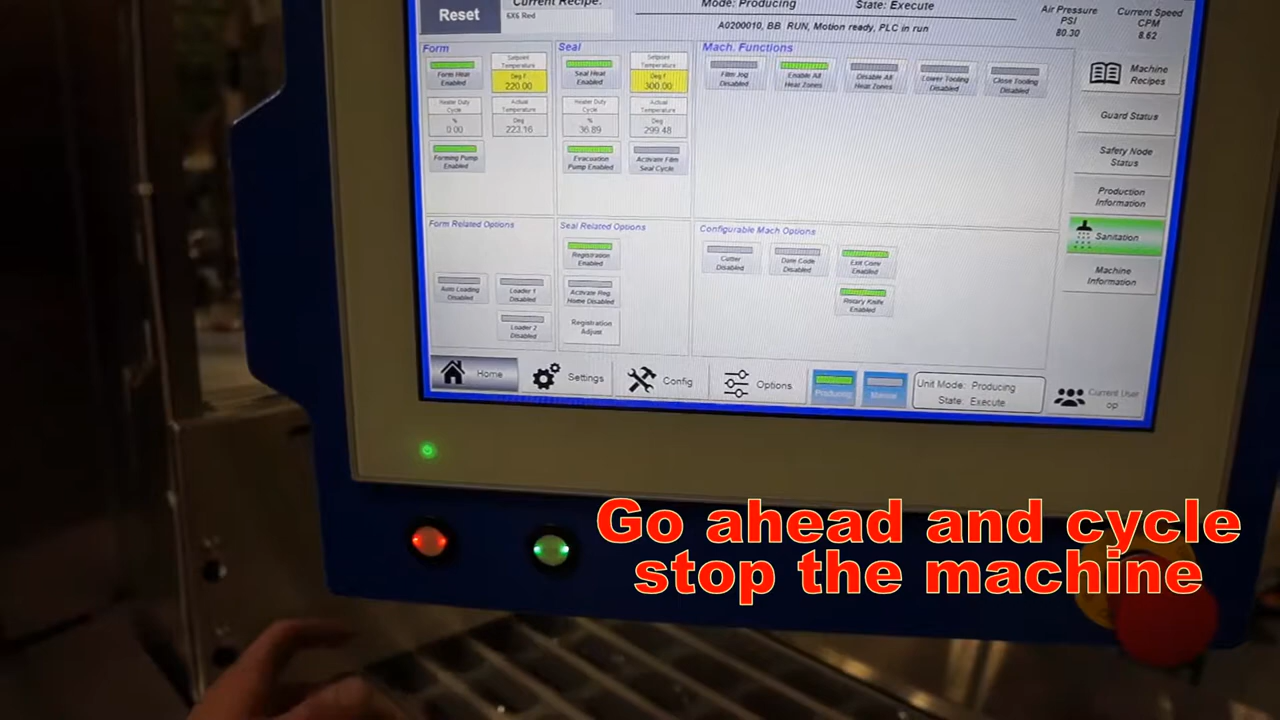 Reset
Current Recipe:
6X6 Red
Mode: Producing
State: Execute
A0200010, BB RUN, Motion ready, PLC in run
Air Pressure
PSI
80.30
Current Speed
CPM
8.62
Form
Form Heat
Enabled
Setpoint
Temperature
Deg F
220.00
Heater Duty
Cycle
%
0.00
Actual
Temperature
Deg
223.16
Forming Pump
Enabled
Seal
Seal Heat
Enabled
Setpoint
Temperature
Deg F
300.00
Heater Duty
Cycle
%
36.89
Actual
Temperature
Deg
299.48
Evacuation
Pump Enabled
Activate Film
Seal Cycle
Mach. Functions
Film Jog
Disabled
Enable All
Heat Zones
Disable All
Heat Zones
Lower Tooling
Disabled
Close Tooling
Disabled
Machine
Recipes
Guard Status
Safety Node
Status
Production
Information
Sanitation
Machine
Information
Form Related Options
Auto Loading
Disabled
Loader 1
Disabled
Loader 2
Disabled
Seal Related Options
Registration
Enabled
Activate Reg
Home Disabled
Registration
Adjust
Configurable Mach Options
Cutter
Disabled
Date Code
Disabled
Exit Conv
Enabled
Rotary Knife
Enabled
Home
Settings
Config
Options
Producing
Manual
Unit Mode: Producing
State: Execute
Current User
op
Go ahead and cycle
stop the machine